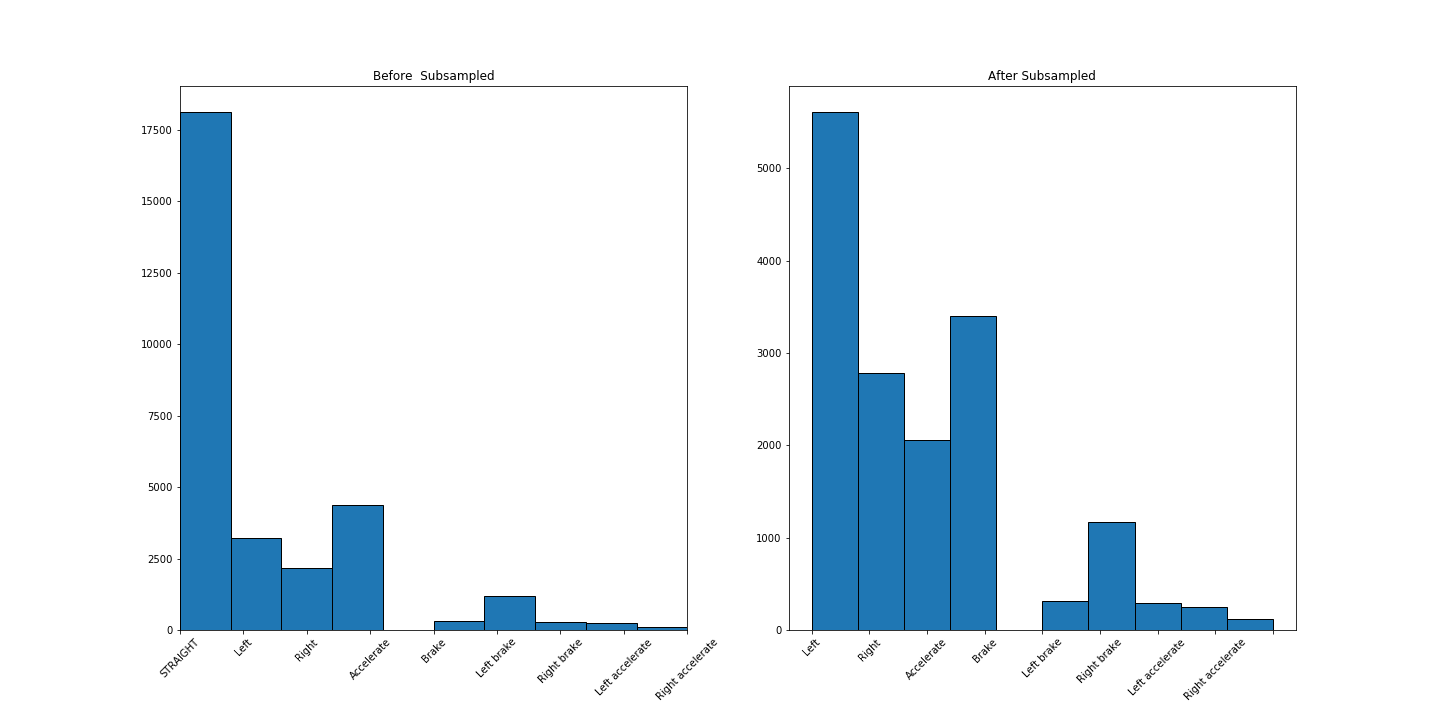 Before  Subsampled
17500
15000
12500
10000
7500
5000
2500
0
STRAIGHT
Left
Right
Accelerate
Brake
Left brake
Right brake
Left accelerate
Right accelerate
After Subsampled
5000
4000
3000
2000
1000
0
Left
Right
Accelerate
Brake
Left brake
Right brake
Left accelerate
Right accelerate